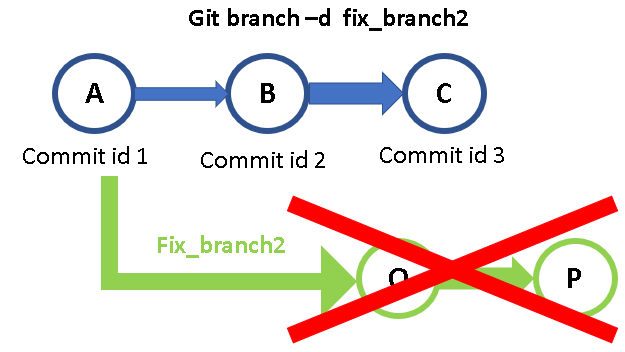 Git branch –d fix_branch2
A
B
C
Commit id 1
Commit id 2
Commit id 3
Fix_branch2
P